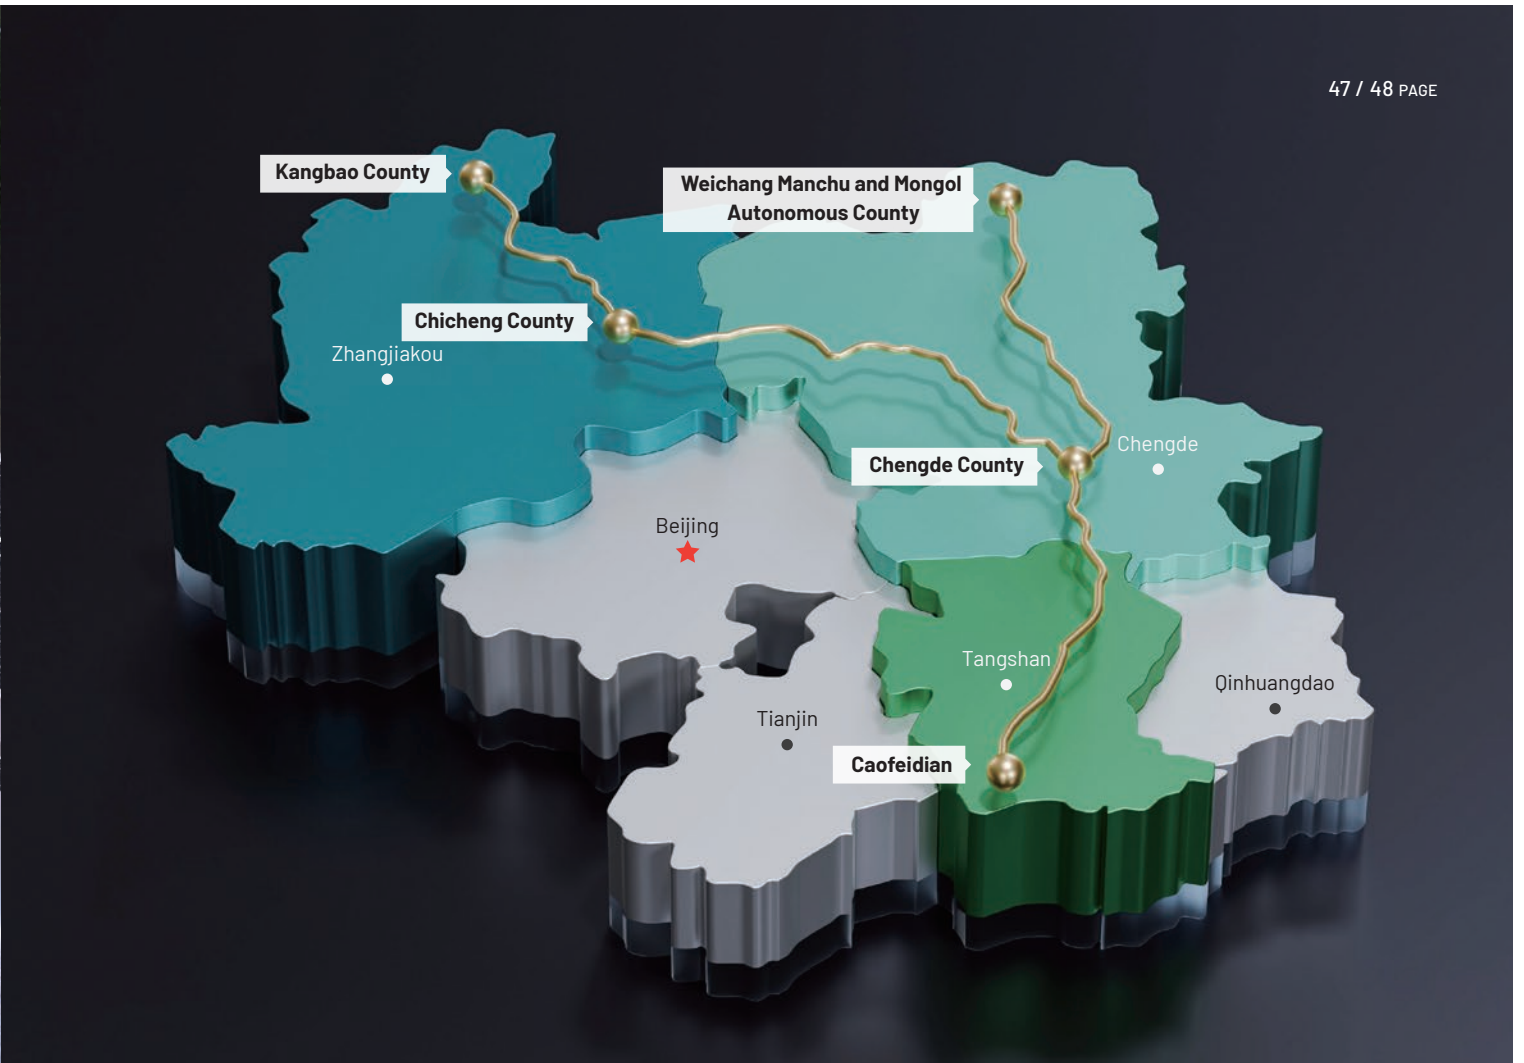 47 / 48 PAGE
Kangbao County
Weichang Manchu and Mongol
Autonomous County
Chicheng County
Zhangjiakou
Chengde
Chengde County
Beijing
Tangshan
Qinhuangdao
Tianjin
Caofeidian